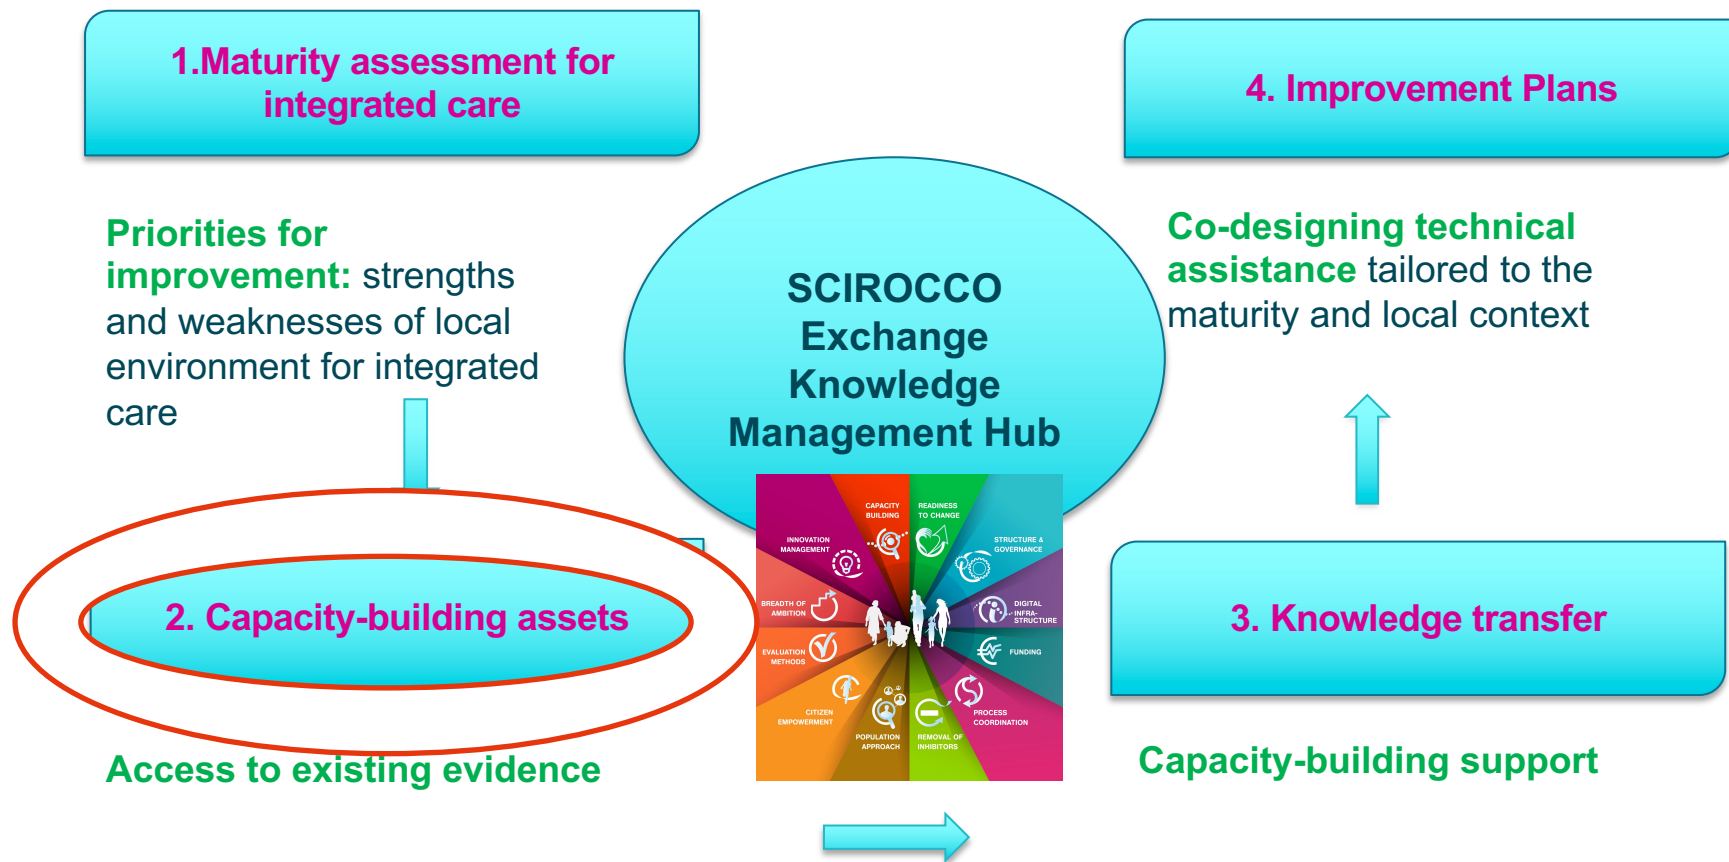 1.Maturity assessment for
integrated care
Priorities for
improvement: strengths
and weaknesses of local
environment for integrated
care
2. Capacity-building assets
Access to existing evidence
SCIROCCO
Exchange
Knowledge
Management Hub
CAPACITY
BUILDING
READINESS
TO CHANGE
INNOVATION
MANAGEMENT
STRUCTURE &
GOVERNANCE
BREADTH OF
AMBITION
DIGITAL
INFRA-
STRUCTURE
EVALUATION
METHODS
FUNDING
CITIZEN
EMPOWERMENT
PROCESS
COORDINATION
POPULATION
APPROACH
REMOVAL OF
INHIBITORS
4. Improvement Plans
Co-designing technical
assistance tailored to the
maturity and local context
3. Knowledge transfer
Capacity-building support